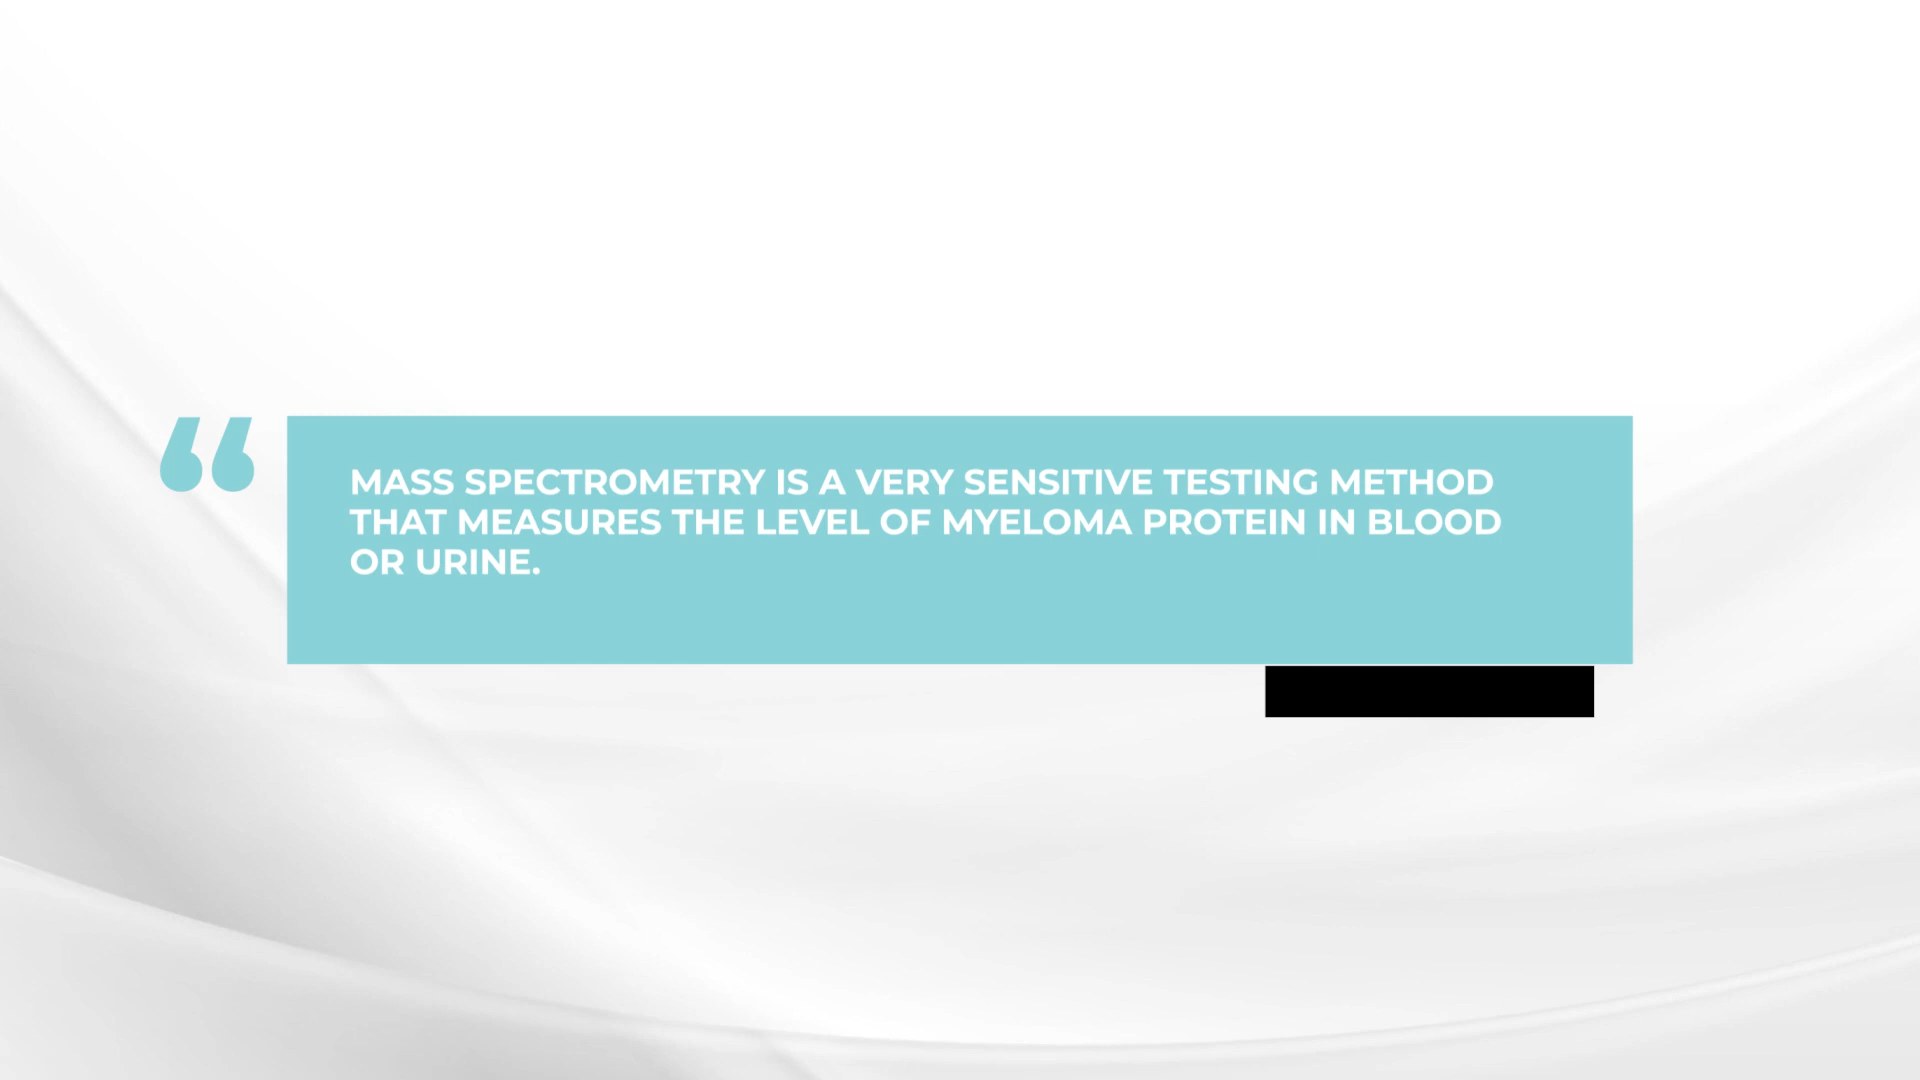 “
MASS SPECTROMETRY IS A VERY SENSITIVE TESTING METHOD
THAT MEASURES THE LEVEL OF MYELOMA PROTEIN IN BLOOD
OR URINE.